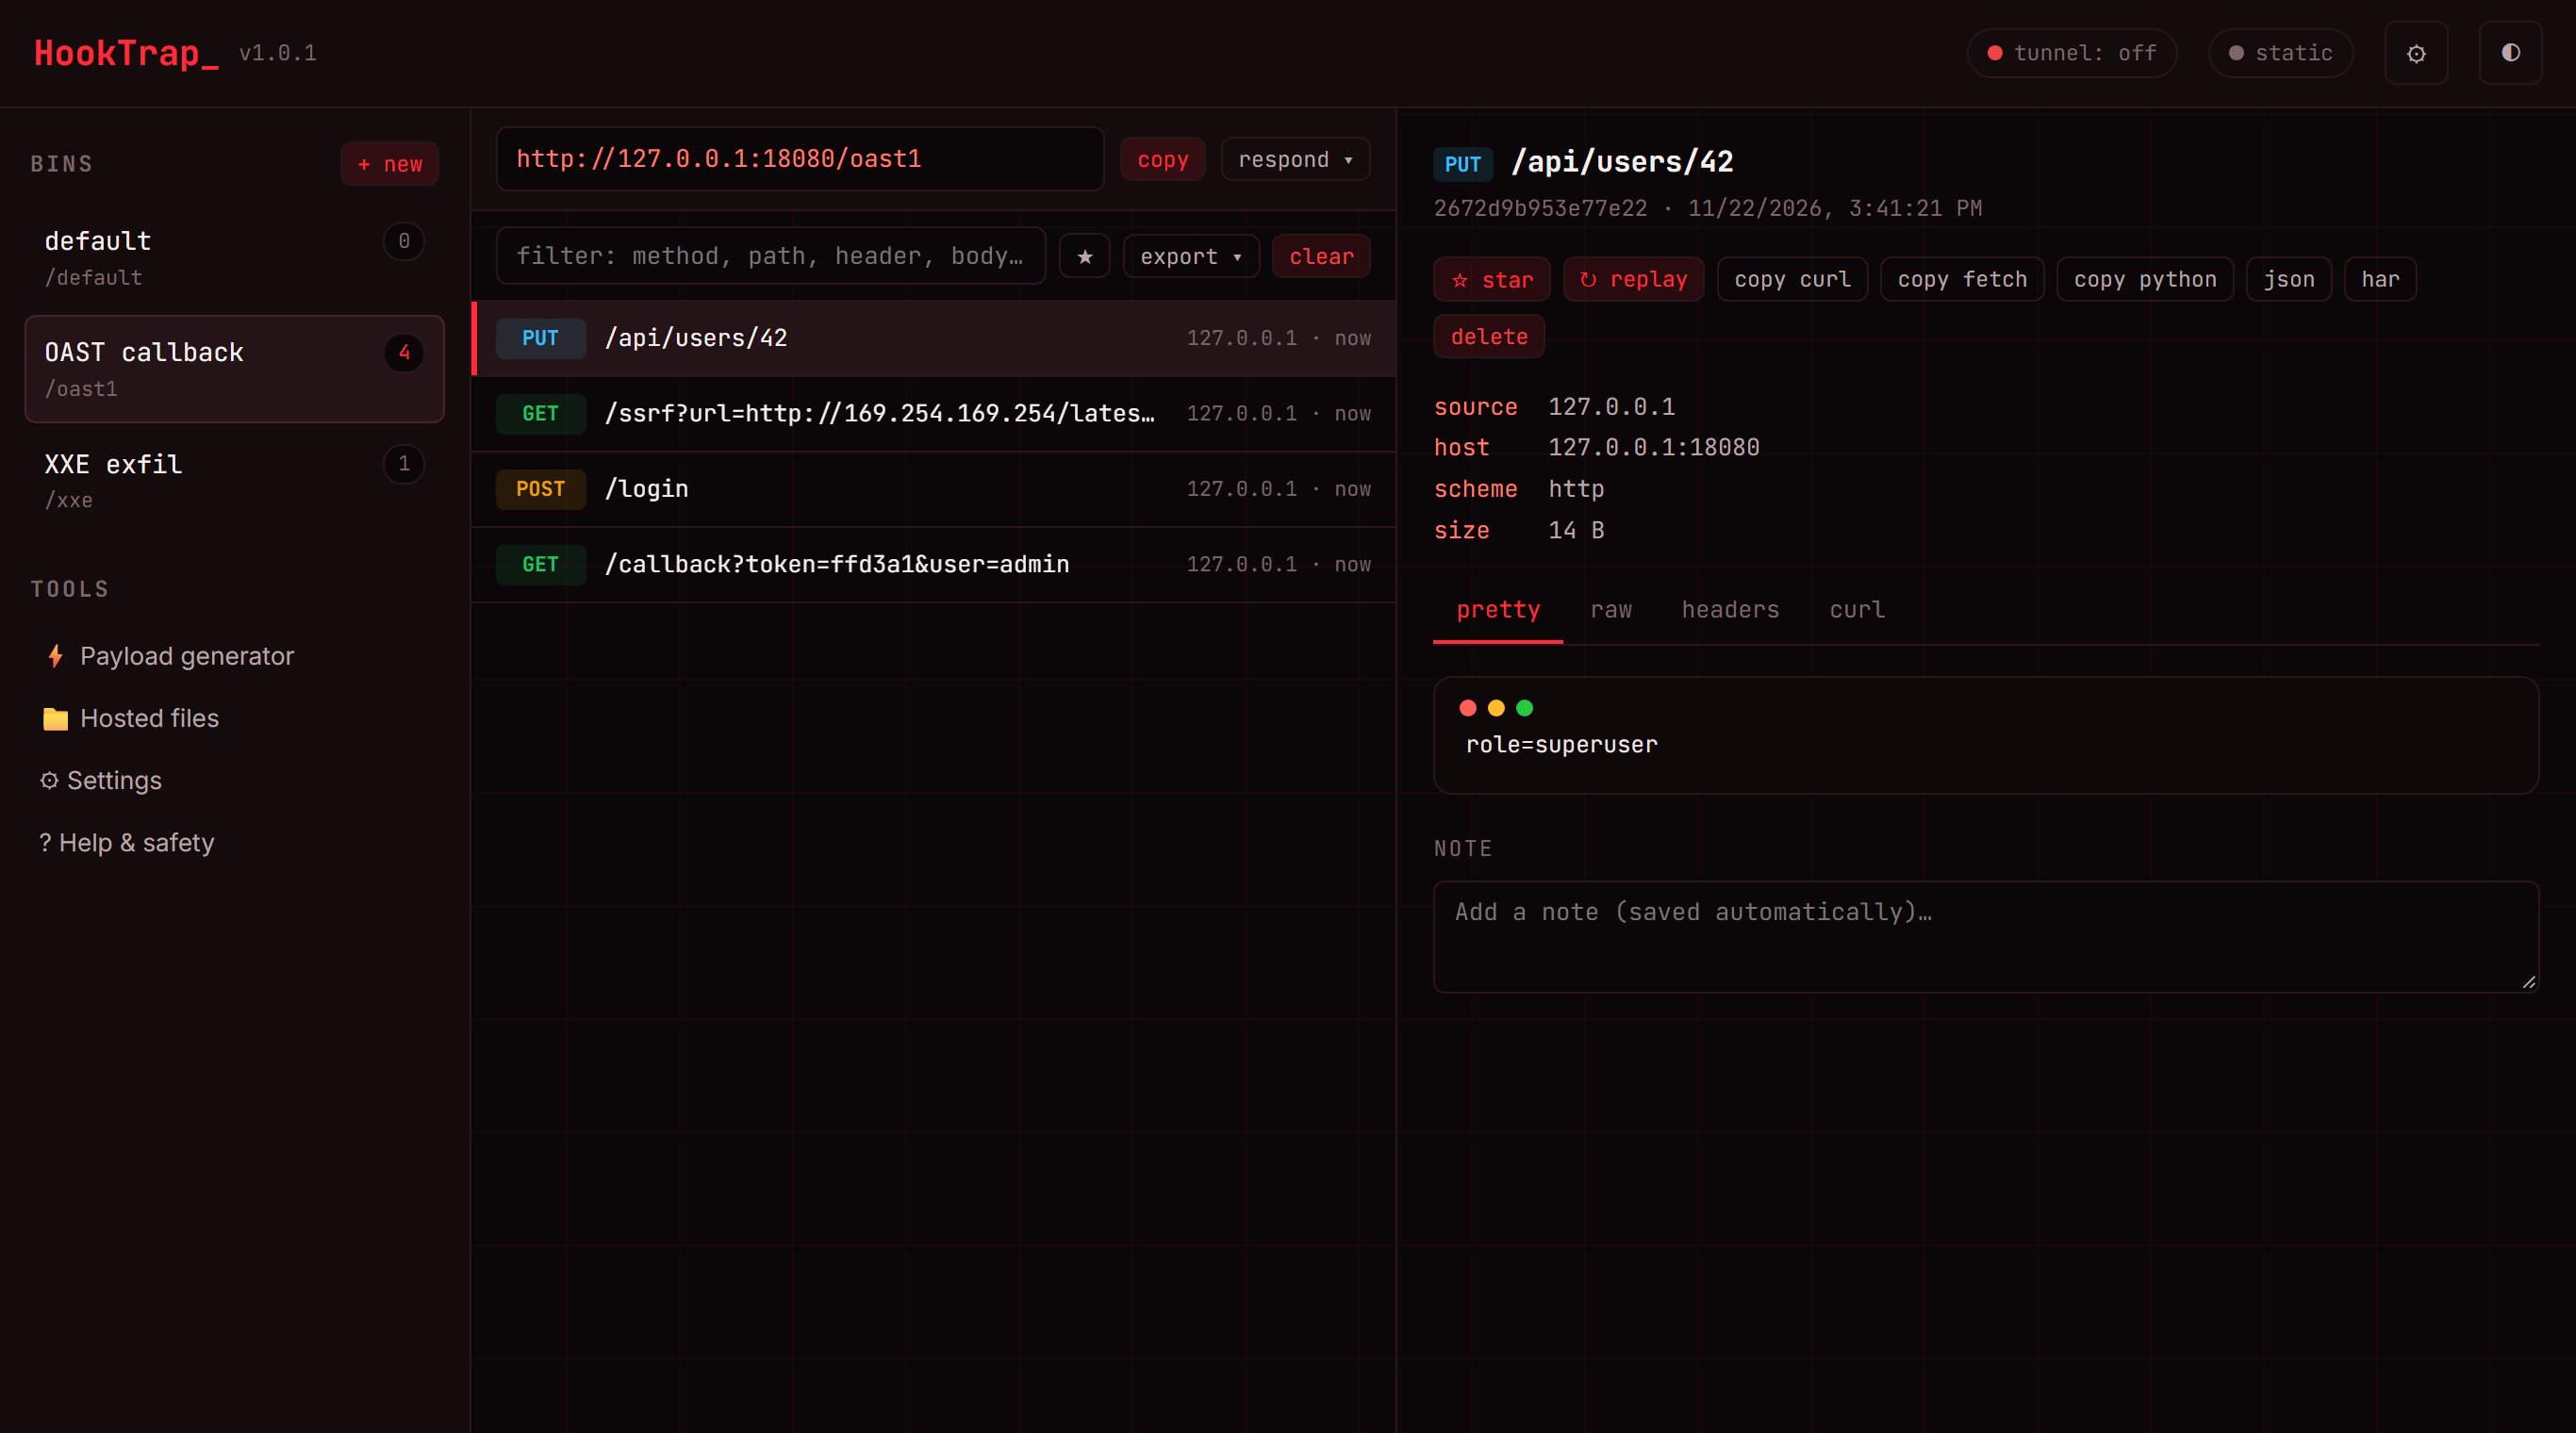 HookTrap_ v1.0.1
tunnel: off
static
BINS
+ new
default
0
/default
OAST callback
4
/oast1
XXE exfil
1
/xxe
TOOLS
Payload generator
Hosted files
Settings
? Help & safety
http://127.0.0.1:18080/oast1
copy
respond ▾
filter: method, path, header, body…
★
export ▾
clear
PUT /api/users/42 127.0.0.1 · now
GET /ssrf?url=http://169.254.169.254/lates… 127.0.0.1 · now
POST /login 127.0.0.1 · now
GET /callback?token=ffd3a1&user=admin 127.0.0.1 · now
PUT /api/users/42
2672d9b953e77e22 · 11/22/2026, 3:41:21 PM
☆ star
↻ replay
copy curl
copy fetch
copy python
json
har
delete
source 127.0.0.1
host 127.0.0.1:18080
scheme http
size 14 B
pretty raw headers curl
role=superuser
NOTE
Add a note (saved automatically)…